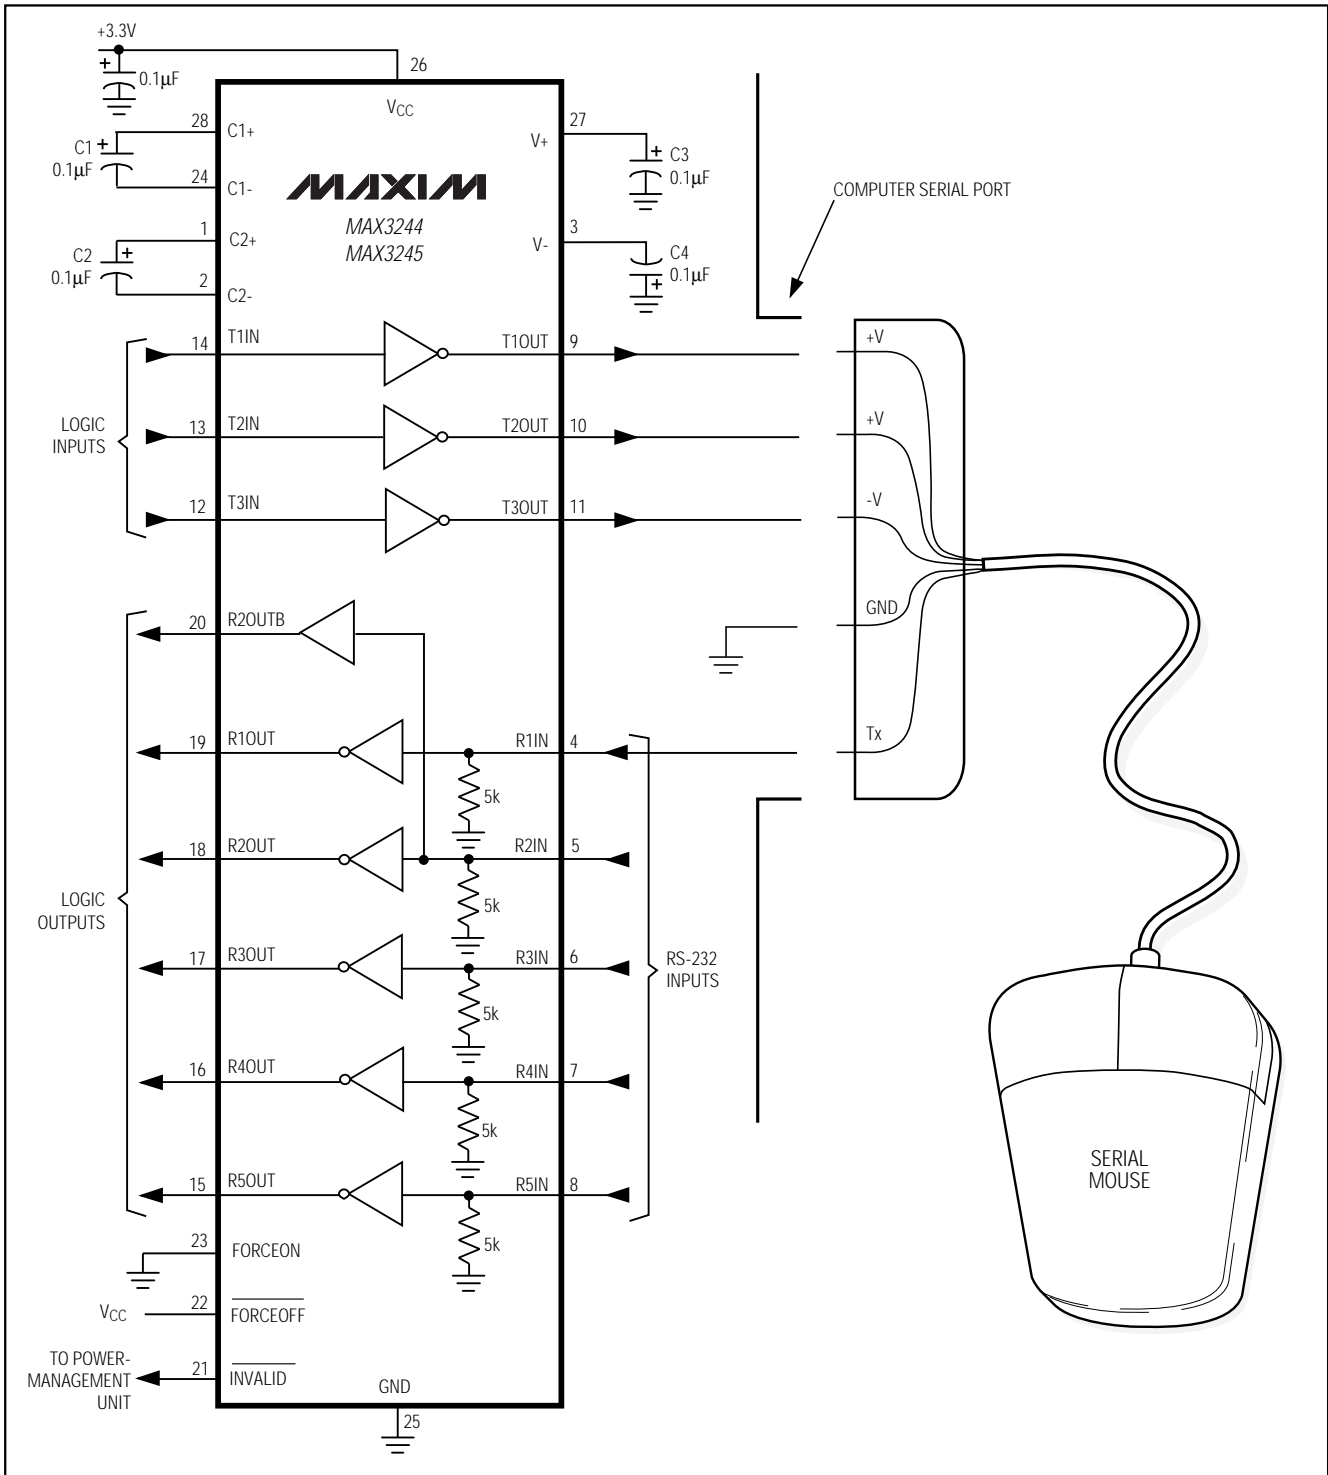 +3.3V
+
0.1µF
26
VCC
28
C1+
C1
+
0.1µF
24
C1-
1
C2+
C2
+
0.1µF
2
C2-
27
V+
+
C3
0.1µF
3
V-
C4
0.1µF
+
MAXIM
MAX3244
MAX3245
COMPUTER SERIAL PORT
LOGIC
INPUTS
14
T1IN
T1OUT
9
13
T2IN
T2OUT
10
12
T3IN
T3OUT
11
+V
+V
-V
GND
Tx
LOGIC
OUTPUTS
20
R2OUTB
19
R1OUT
R1IN
4
5k
18
R2OUT
R2IN
5
5k
17
R3OUT
R3IN
6
5k
16
R4OUT
R4IN
7
5k
15
R5OUT
R5IN
8
5k
RS-232
INPUTS
23
FORCEON
VCC
22
FORCEOFF
TO POWER-
MANAGEMENT
UNIT
21
INVALID
GND
25
SERIAL
MOUSE